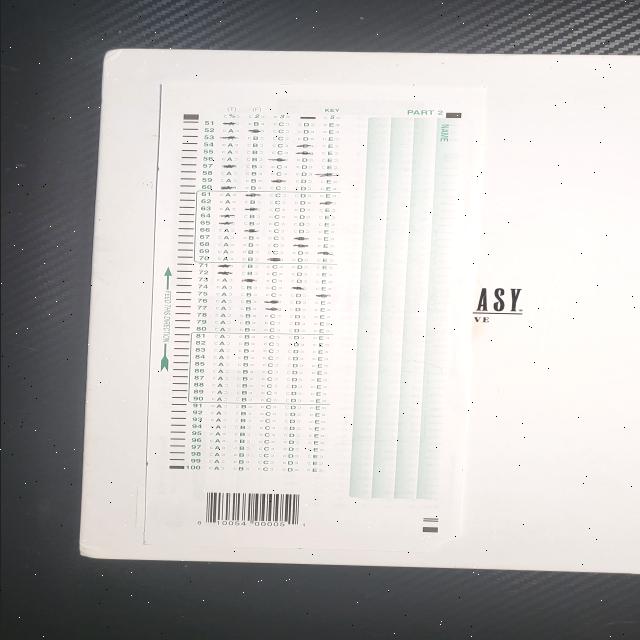 KEY PART 2
NAME
(T) (F)
51 A B C D E
52 A B C D E
53 A B C D E
54 A B C D E
55 A B C D E
56 A B C D E
57 A B C D E
58 A B C D E
59 A B C D E
60 A B C D E
61 A B C D E
62 A B C D E
63 A B C D E
64 A B C D E
65 A B C D E
66 A B C D E
67 A B C D E
68 A B C D E
69 A B C D E
70 A B C D E
71 A B C D E
72 A B C D E
73 A B C D E
74 A B C D E
75 A B C D E
76 A B C D E
77 A B C D E
78 A B C D E
79 A B C D E
80 A B C D E
81 A B C D E
82 A B C D E
83 A B C D E
84 A B C D E
85 A B C D E
86 A B C D E
87 A B C D E
88 A B C D E
89 A B C D E
90 A B C D E
91 A B C D E
92 A B C D E
93 A B C D E
94 A B C D E
95 A B C D E
96 A B C D E
97 A B C D E
98 A B C D E
99 A B C D E
100 A B C D E
FEED THIS DIRECTION
10054 00005
ASY
VE